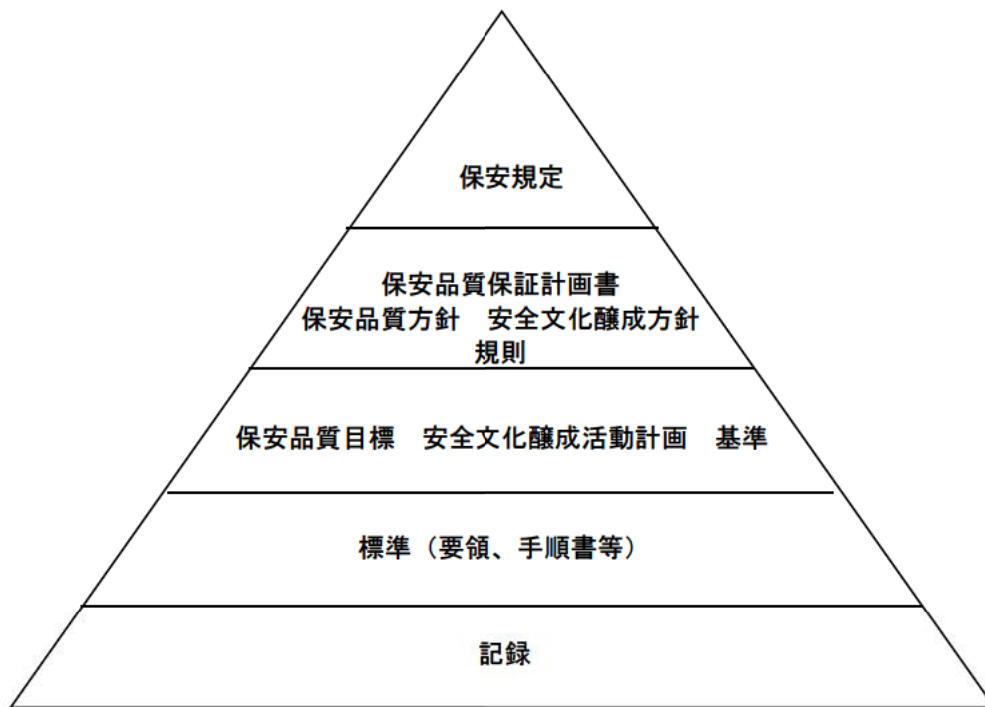 保安規定
保安品質保証計画書
保安品質方針　安全文化醸成方針
規則
保安品質目標　安全文化醸成活動計画　基準
標準（要領、手順書等）
記録